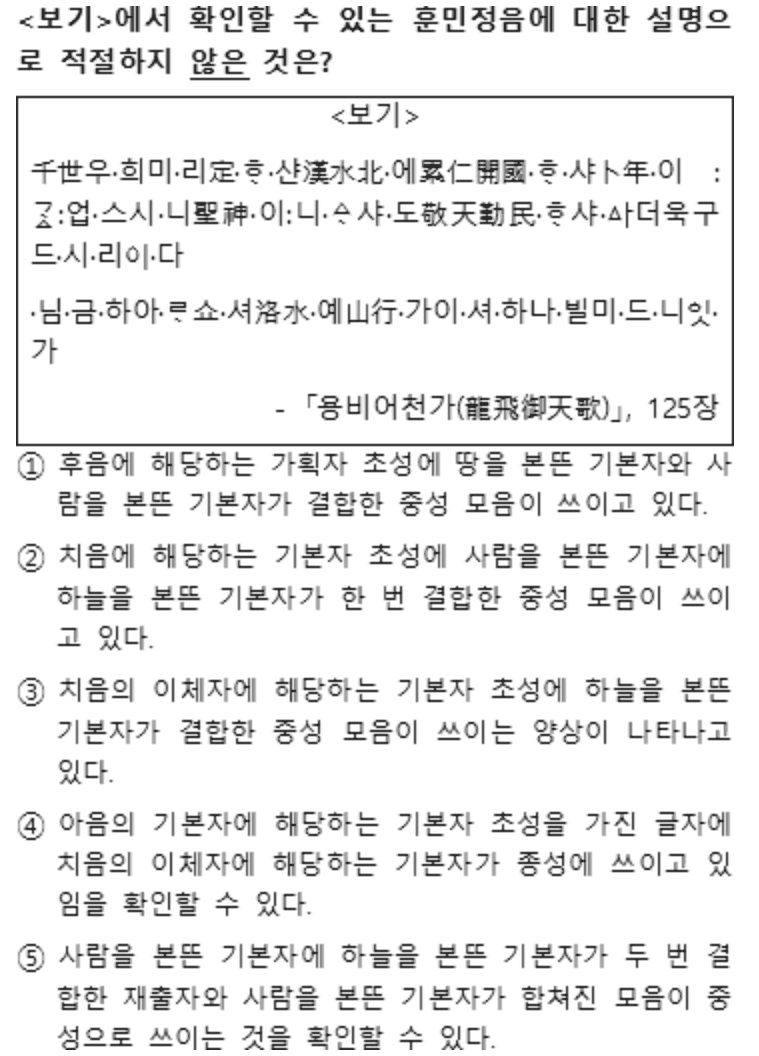 <보기>에서 확인할 수 있는 훈민정음에 대한 설명으
로 적절하지 않은 것은?
<보기>
千世우·희미·리定·ᄒᆞ·샨漢水北·에累仁開國·ᄒᆞ·샤卜年·이 :
ᄀᆞᇫ:업·스시·니聖神·이:니·ᅀᆞ샤·도敬天勤民·ᄒᆞ샤·ᅀᅡ더욱구
드·시·리이·다
·님·금·하아·ᄅᆞ쇼·셔洛水·예山行·가이·셔·하나·빌미·드·니ᅌᅵᆺ·
가
- 「용비어천가(龍飛御天歌)」, 125장
① 후음에 해당하는 가획자 초성에 땅을 본뜬 기본자와 사
람을 본뜬 기본자가 결합한 중성 모음이 쓰이고 있다.
② 치음에 해당하는 기본자 초성에 사람을 본뜬 기본자에
하늘을 본뜬 기본자가 한 번 결합한 중성 모음이 쓰이
고 있다.
③ 치음의 이체자에 해당하는 기본자 초성에 하늘을 본뜬
기본자가 결합한 중성 모음이 쓰이는 양상이 나타나고
있다.
④ 아음의 기본자에 해당하는 기본자 초성을 가진 글자에
치음의 이체자에 해당하는 기본자가 종성에 쓰이고 있
임을 확인할 수 있다.
⑤ 사람을 본뜬 기본자에 하늘을 본뜬 기본자가 두 번 결
합한 재출자와 사람을 본뜬 기본자가 합쳐진 모음이 중
성으로 쓰이는 것을 확인할 수 있다.